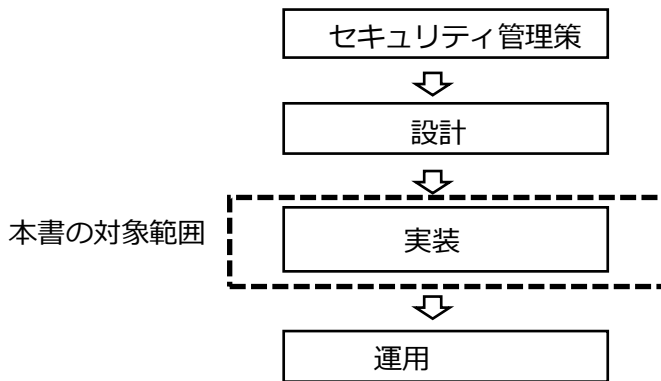 セキュリティ管理策
設計
本書の対象範囲
実装
運用